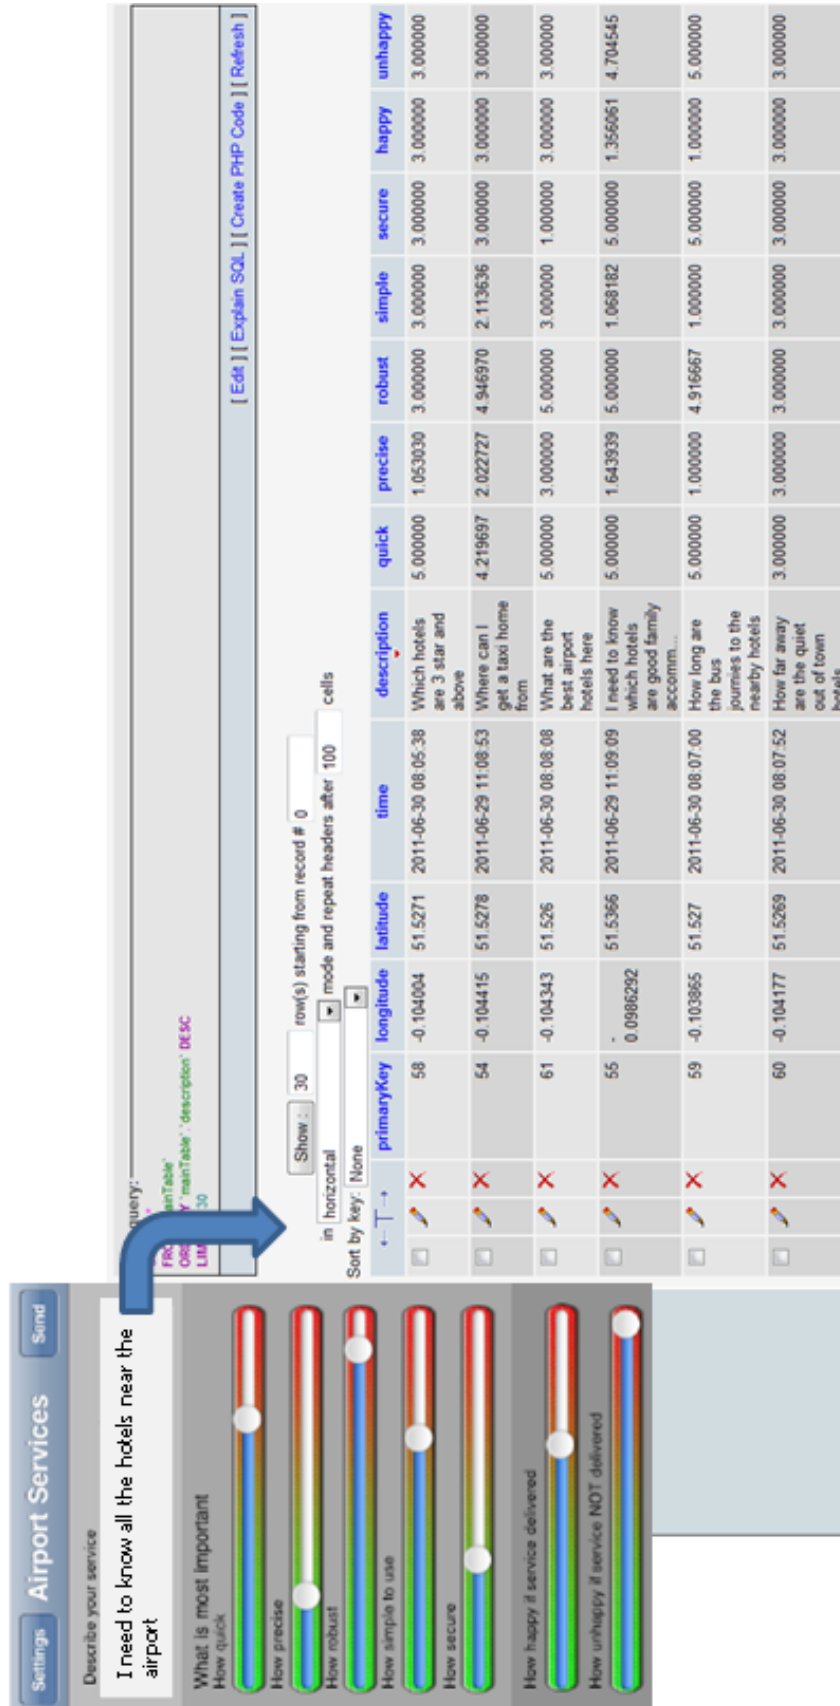 Settings Airport Services Send
Describe your service
I need to know all the hotels near the
airport
What is most important
How quick
How precise
How robust
How simple to use
How secure
How happy if service delivered
How unhappy if service NOT delivered
query:
ainTable`
`mainTable`.`description` DESC
30
[ Edit ] [ Explain SQL ] [ Create PHP Code ] [ Refresh ]
Show : 30 row(s) starting from record # 0
in horizontal mode and repeat headers after 100 cells
Sort by key: None
←T→ primaryKey longitude latitude time description quick precise robust simple secure happy unhappy
58 -0.104004 51.5271 2011-06-30 08:05:38 Which hotels 5.000000 1.053030 3.000000 3.000000 3.000000 3.000000 3.000000
are 3 star and
above
54 -0.104415 51.5278 2011-06-29 11:08:53 Where can I 4.219697 2.022727 4.946970 2.113636 3.000000 3.000000 3.000000
get a taxi home
from
61 -0.104343 51.526 2011-06-30 08:08:08 What are the 5.000000 3.000000 5.000000 3.000000 1.000000 3.000000 3.000000
best airport
hotels here
55 - 51.5366 2011-06-29 11:09:09 I need to know 5.000000 1.643939 5.000000 1.068182 5.000000 1.356061 4.704545
0.0986292 which hotels
are good family
accomm...
59 -0.103865 51.527 2011-06-30 08:07:00 How long are 5.000000 1.000000 4.916667 1.000000 5.000000 1.000000 5.000000
the bus
journies to the
nearby hotels
60 -0.104177 51.5269 2011-06-30 08:07:52 How far away 3.000000 3.000000 3.000000 3.000000 3.000000 3.000000 3.000000
are the quiet
out of town
hotels